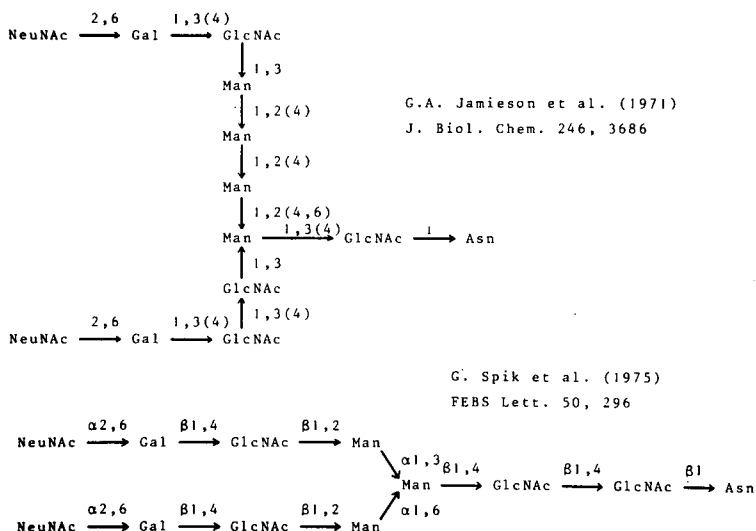 2,6 1,3(4)
NeuNAc Gal GlcNAc
1,3
Man
G.A. Jamieson et al. (1971)
1,2(4)
J. Biol. Chem. 246, 3686
Man
1,2(4)
Man
1,2(4,6)
Man 1,3(4) GlcNAc 1 Asn
1,3
GlcNAc
2,6 1,3(4) 1,3(4)
NeuNAc Gal GlcNAc
G. Spik et al. (1975)
FEBS Lett. 50, 296
α2,6 β1,4 β1,2
NeuNAc Gal GlcNAc Man
α1,3 β1,4 β1,4 β1
Man GlcNAc GlcNAc Asn
α2,6 β1,4 β1,2 α1,6
NeuNAc Gal GlcNAc Man